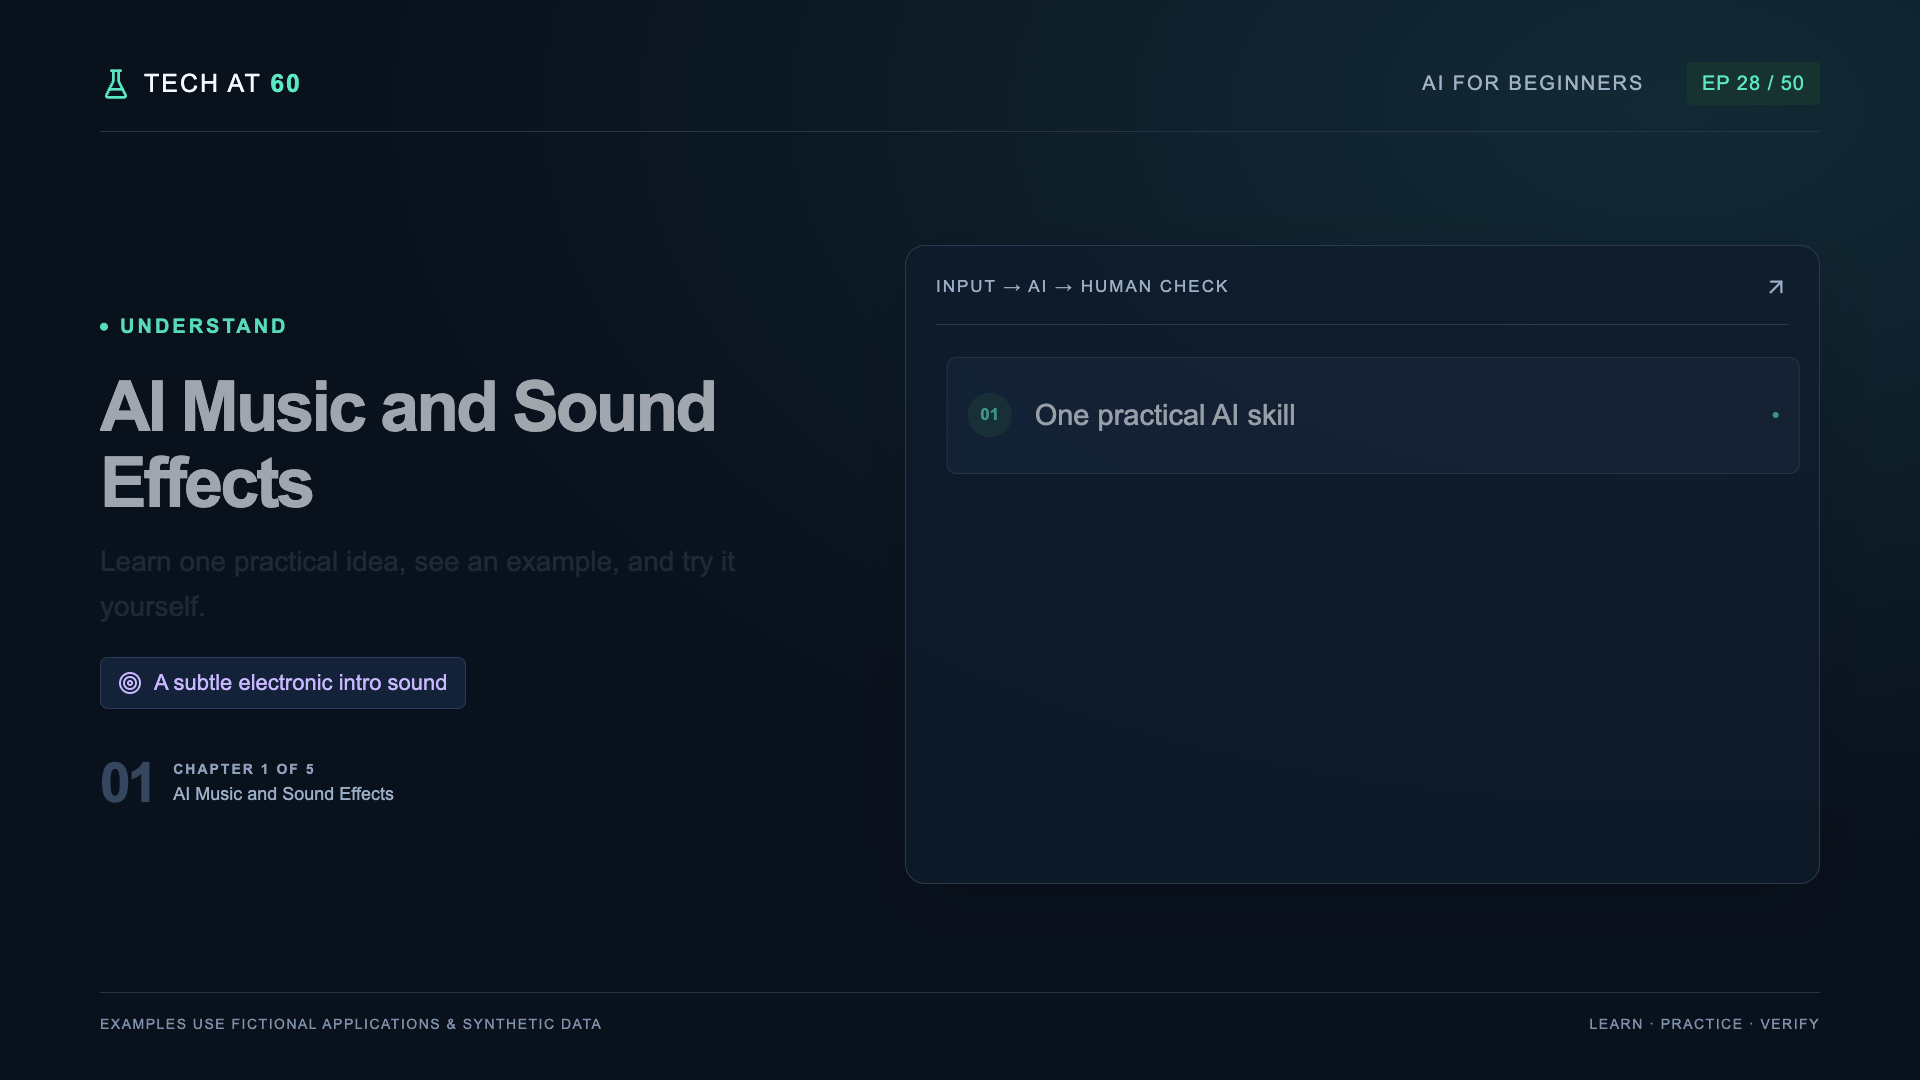 TECH AT 60
AI FOR BEGINNERS
EP 28 / 50
UNDERSTAND
AI Music and Sound
Effects
Learn one practical idea, see an example, and try it
yourself.
A subtle electronic intro sound
01
CHAPTER 1 OF 5
AI Music and Sound Effects
INPUT → AI → HUMAN CHECK
01
One practical AI skill
EXAMPLES USE FICTIONAL APPLICATIONS & SYNTHETIC DATA
LEARN · PRACTICE · VERIFY